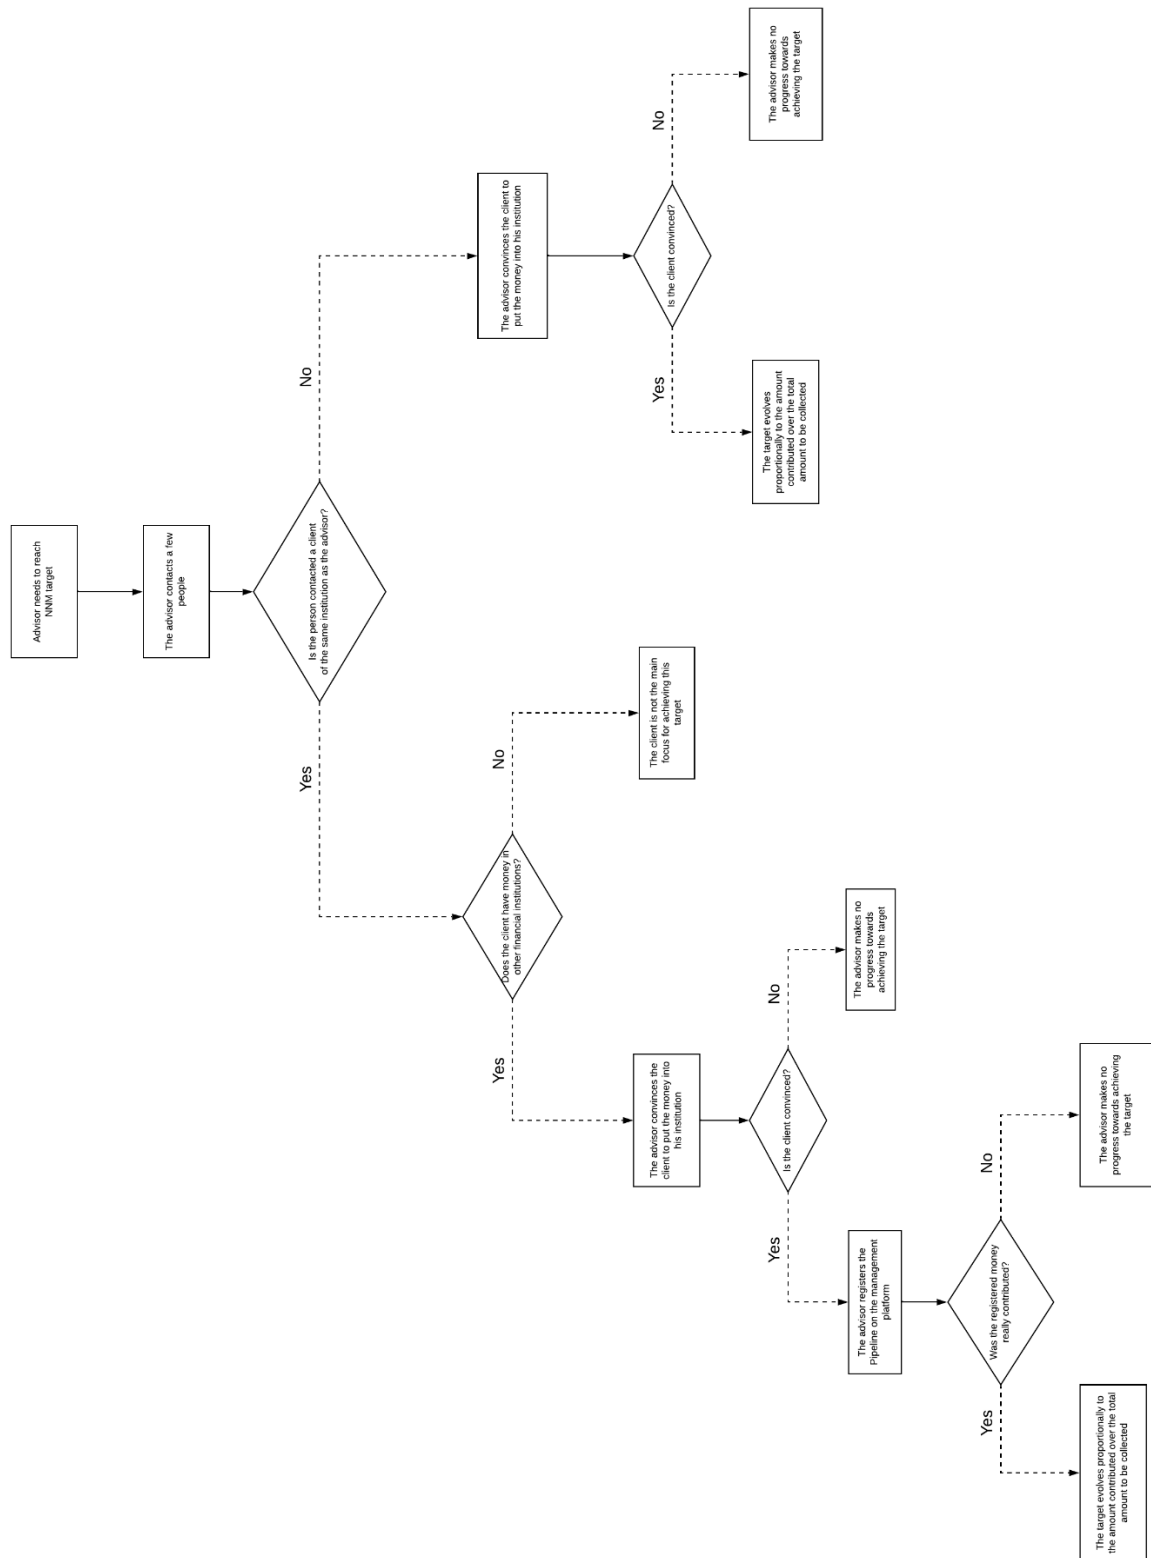 Advisor needs to reach
NNM target
The advisor contacts a few
people
Is the person contacted a client
of the same institution as the advisor?
No
The advisor convinces the client to
put the money into his institution
Is the client convinced?
No
The advisor makes no
progress towards
achieving the target
Yes
The target evolves
proportionally to the amount
contributed over the total
amount to be collected
Yes
Does the client have money in
other financial institutions?
No
The client is not the main
focus for achieving this
target
Yes
The advisor convinces the
client to put the money into
his institution
Is the client convinced?
No
The advisor makes no
progress towards
achieving the target
Yes
The advisor registers the
Pipeline on the management
platform
Was the registered money
really contributed?
No
The advisor makes no
progress towards achieving
the target
Yes
The target evolves proportionally to
the amount contributed over the total
amount to be collected